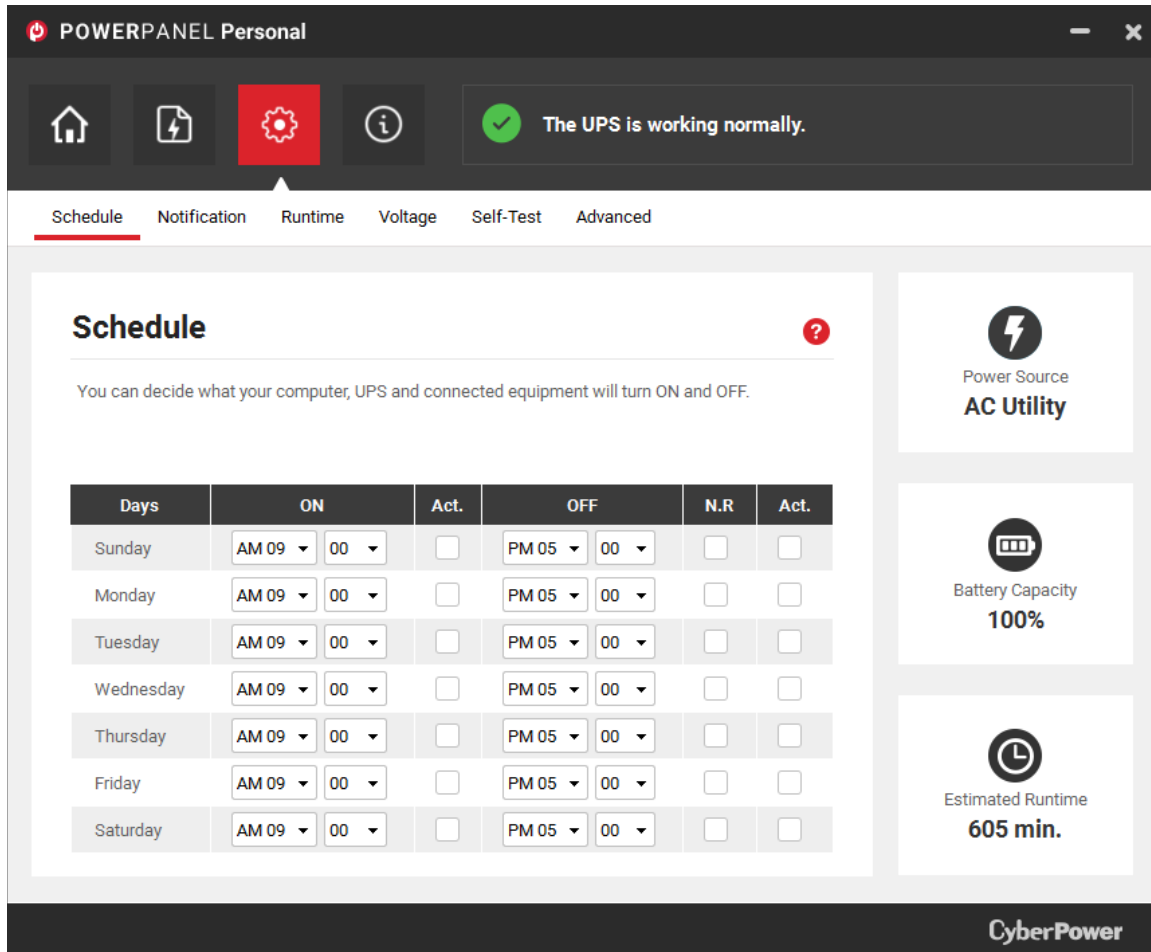 POWERPANEL Personal
The UPS is working normally.
Schedule Notification Runtime Voltage Self-Test Advanced
Schedule
?
You can decide what your computer, UPS and connected equipment will turn ON and OFF.
Days ON Act. OFF N.R Act.
Sunday AM 09 00 PM 05 00
Monday AM 09 00 PM 05 00
Tuesday AM 09 00 PM 05 00
Wednesday AM 09 00 PM 05 00
Thursday AM 09 00 PM 05 00
Friday AM 09 00 PM 05 00
Saturday AM 09 00 PM 05 00
Power Source
AC Utility
Battery Capacity
100%
Estimated Runtime
605 min.
CyberPower